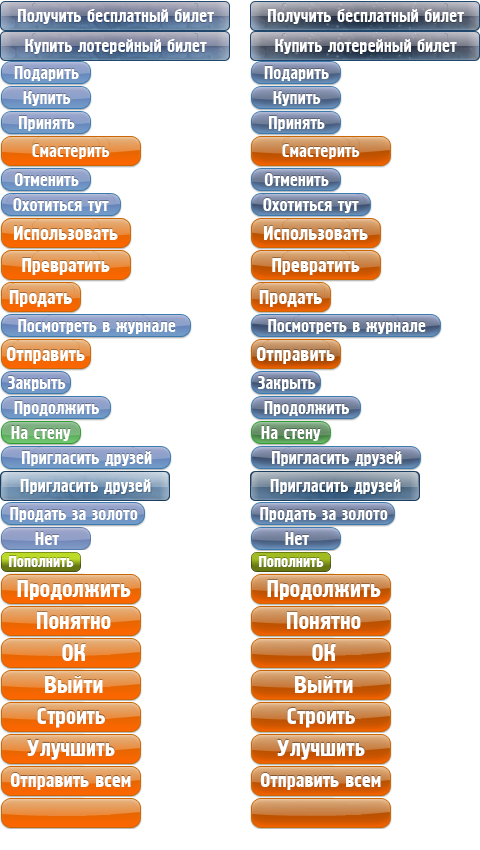 Получить бесплатный билет Получить бесплатный билет
Купить лотерейный билет Купить лотерейный билет
Подарить Подарить
Купить Купить
Принять Принять
Смастерить Смастерить
Отменить Отменить
Охотиться тут Охотиться тут
Использовать Использовать
Превратить Превратить
Продать Продать
Посмотреть в журнале Посмотреть в журнале
Отправить Отправить
Закрыть Закрыть
Продолжить Продолжить
На стену На стену
Пригласить друзей Пригласить друзей
Пригласить друзей Пригласить друзей
Продать за золото Продать за золото
Нет Нет
Пополнить Пополнить
Продолжить Продолжить
Понятно Понятно
ОК ОК
Выйти Выйти
Строить Строить
Улучшить Улучшить
Отправить всем Отправить всем